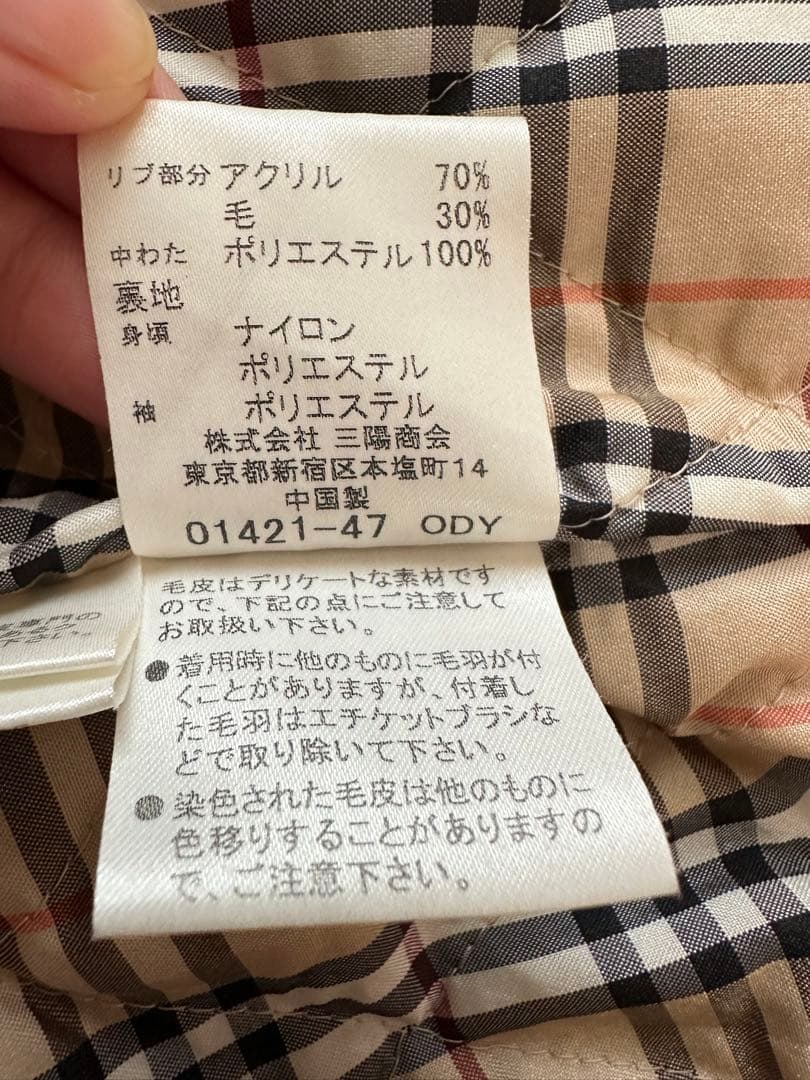 リブ部分 アクリル 70%
毛 30%
中わた ポリエステル 100%
裏地
身頃 ナイロン
ポリエステル
袖 ポリエステル
株式会社 三陽商会
東京都新宿区本塩町14
中国製
01421-47 ODY
毛皮はデリケートな素材です
ので、下記の点にご注意して
お取扱い下さい。
●着用時に他のものに毛羽が付
くことがありますが、付着し
た毛羽はエチケットブラシな
どで取り除いて下さい。
●染色された毛皮は他のものに
色移りすることがありますの
で、ご注意下さい。